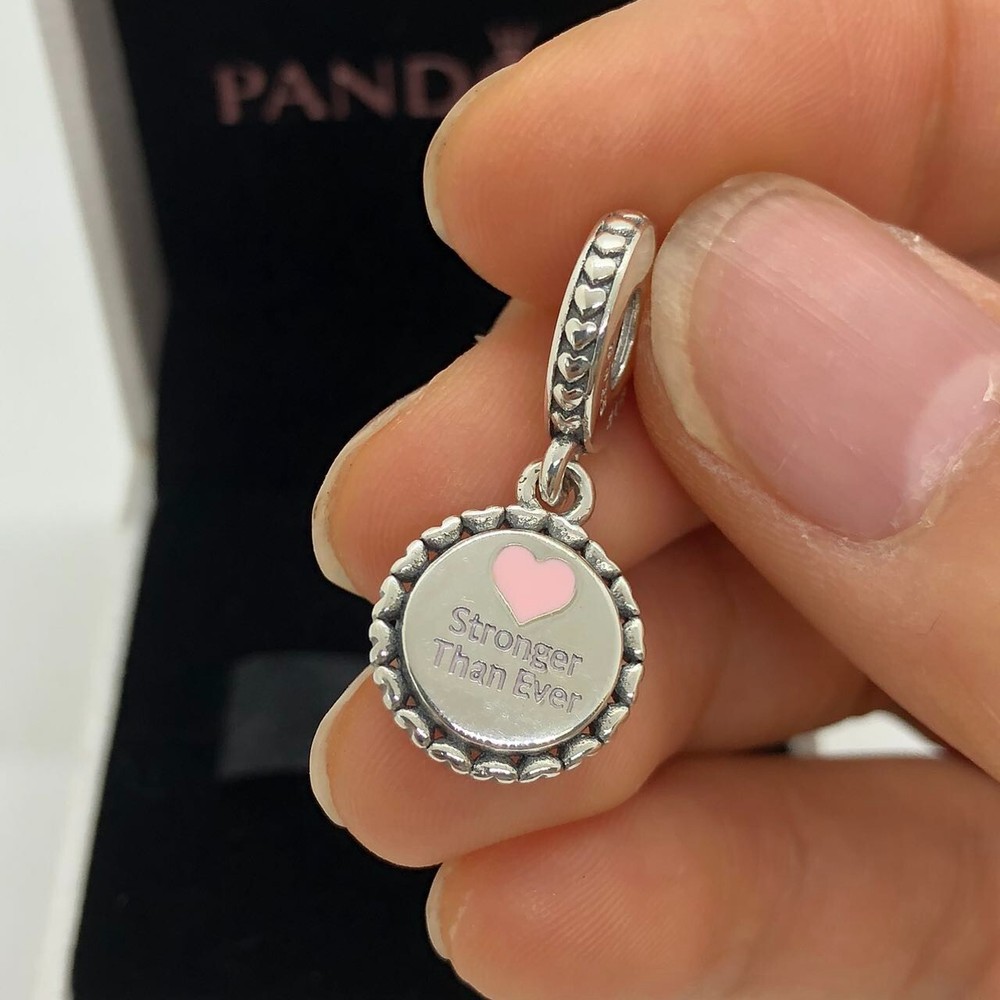 PAND
Stronger
Than Ever